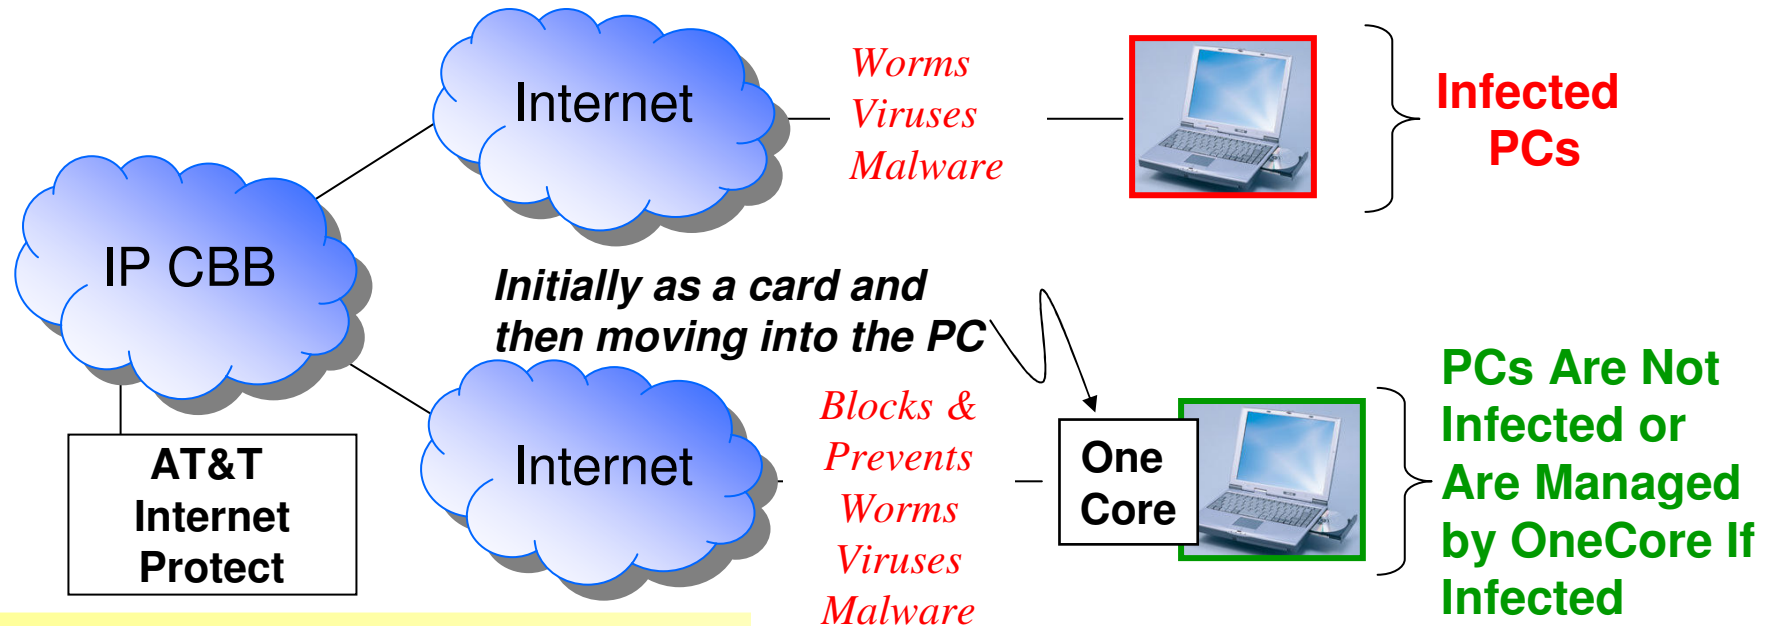 Internet
Worms
Viruses
Malware
Infected
PCs
IP CBB
Initially as a card and
then moving into the PC
AT&T
Internet
Protect
Internet
Blocks &
Prevents
Worms
Viruses
Malware
One
Core
PCs Are Not
Infected or
Are Managed
by OneCore If
Infected